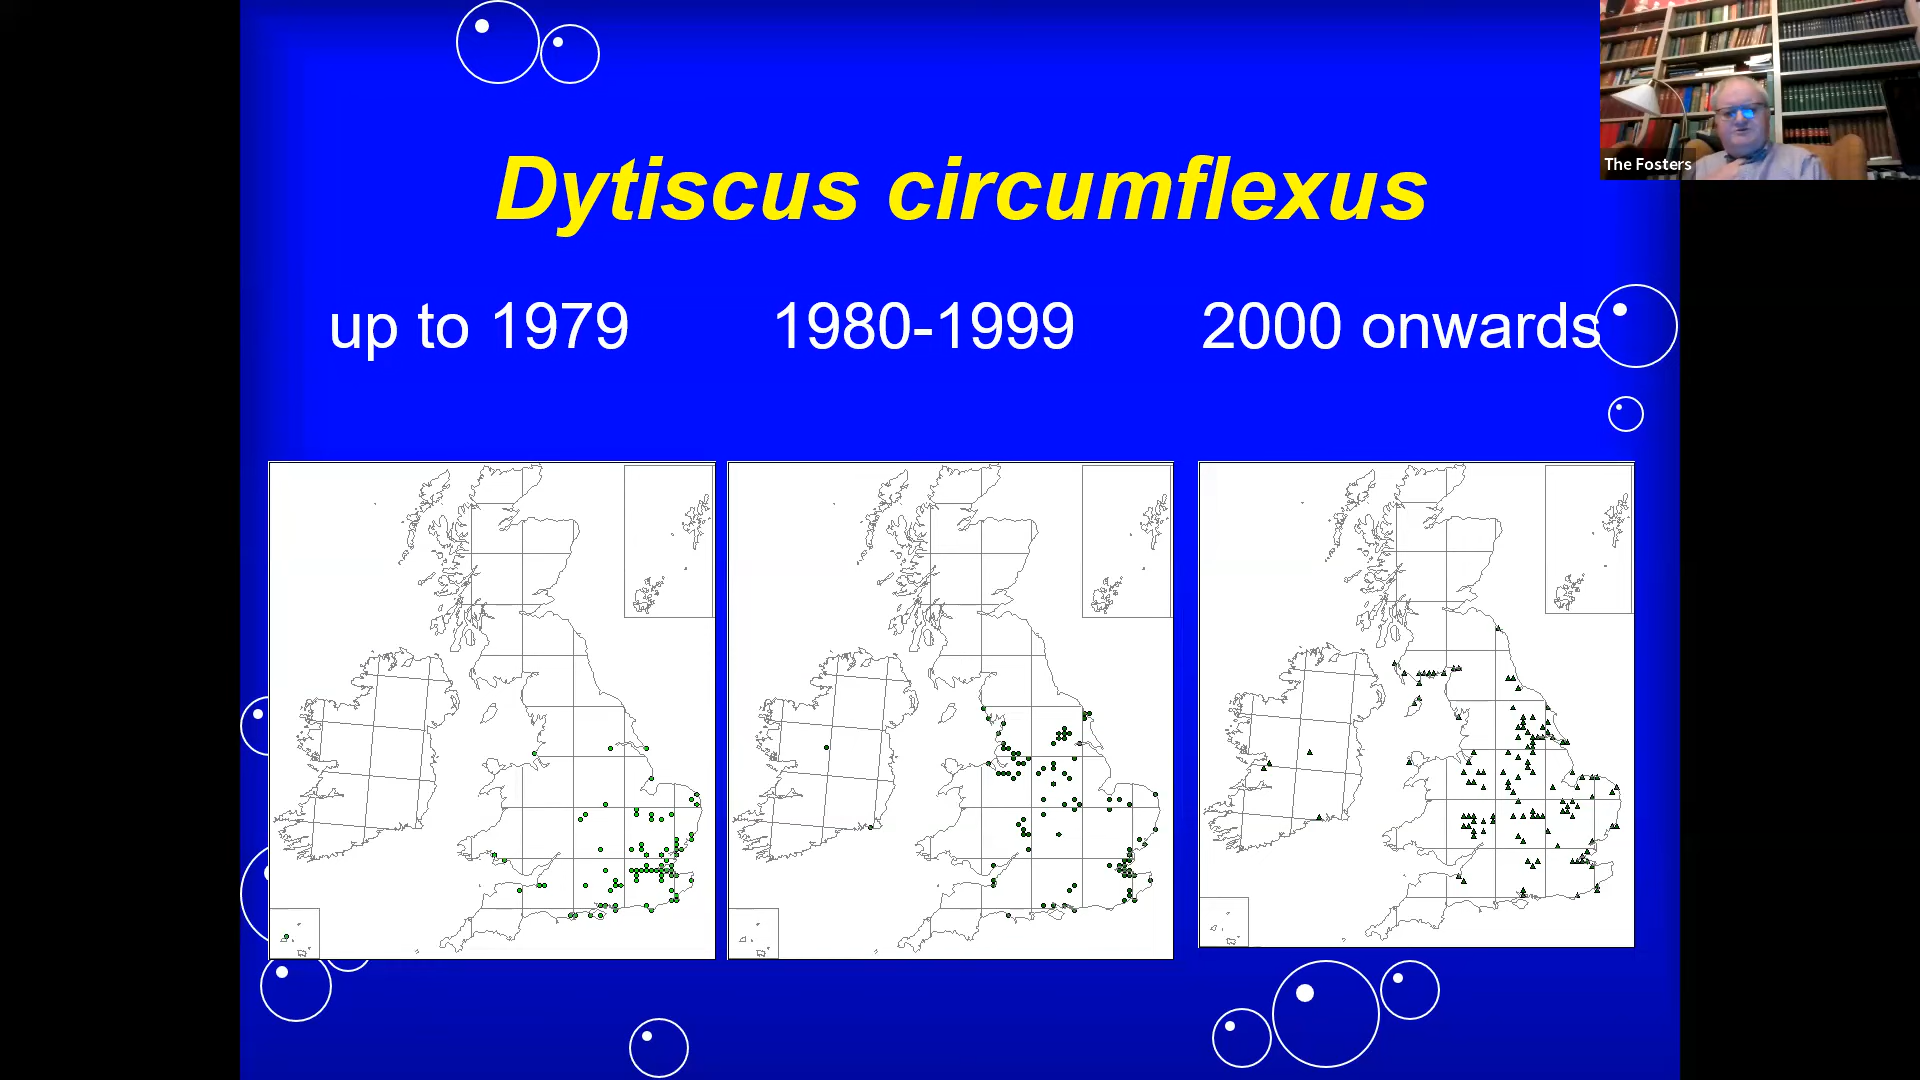 The Fosters
Dytiscus circumflexus
up to 1979
1980-1999
2000 onwards